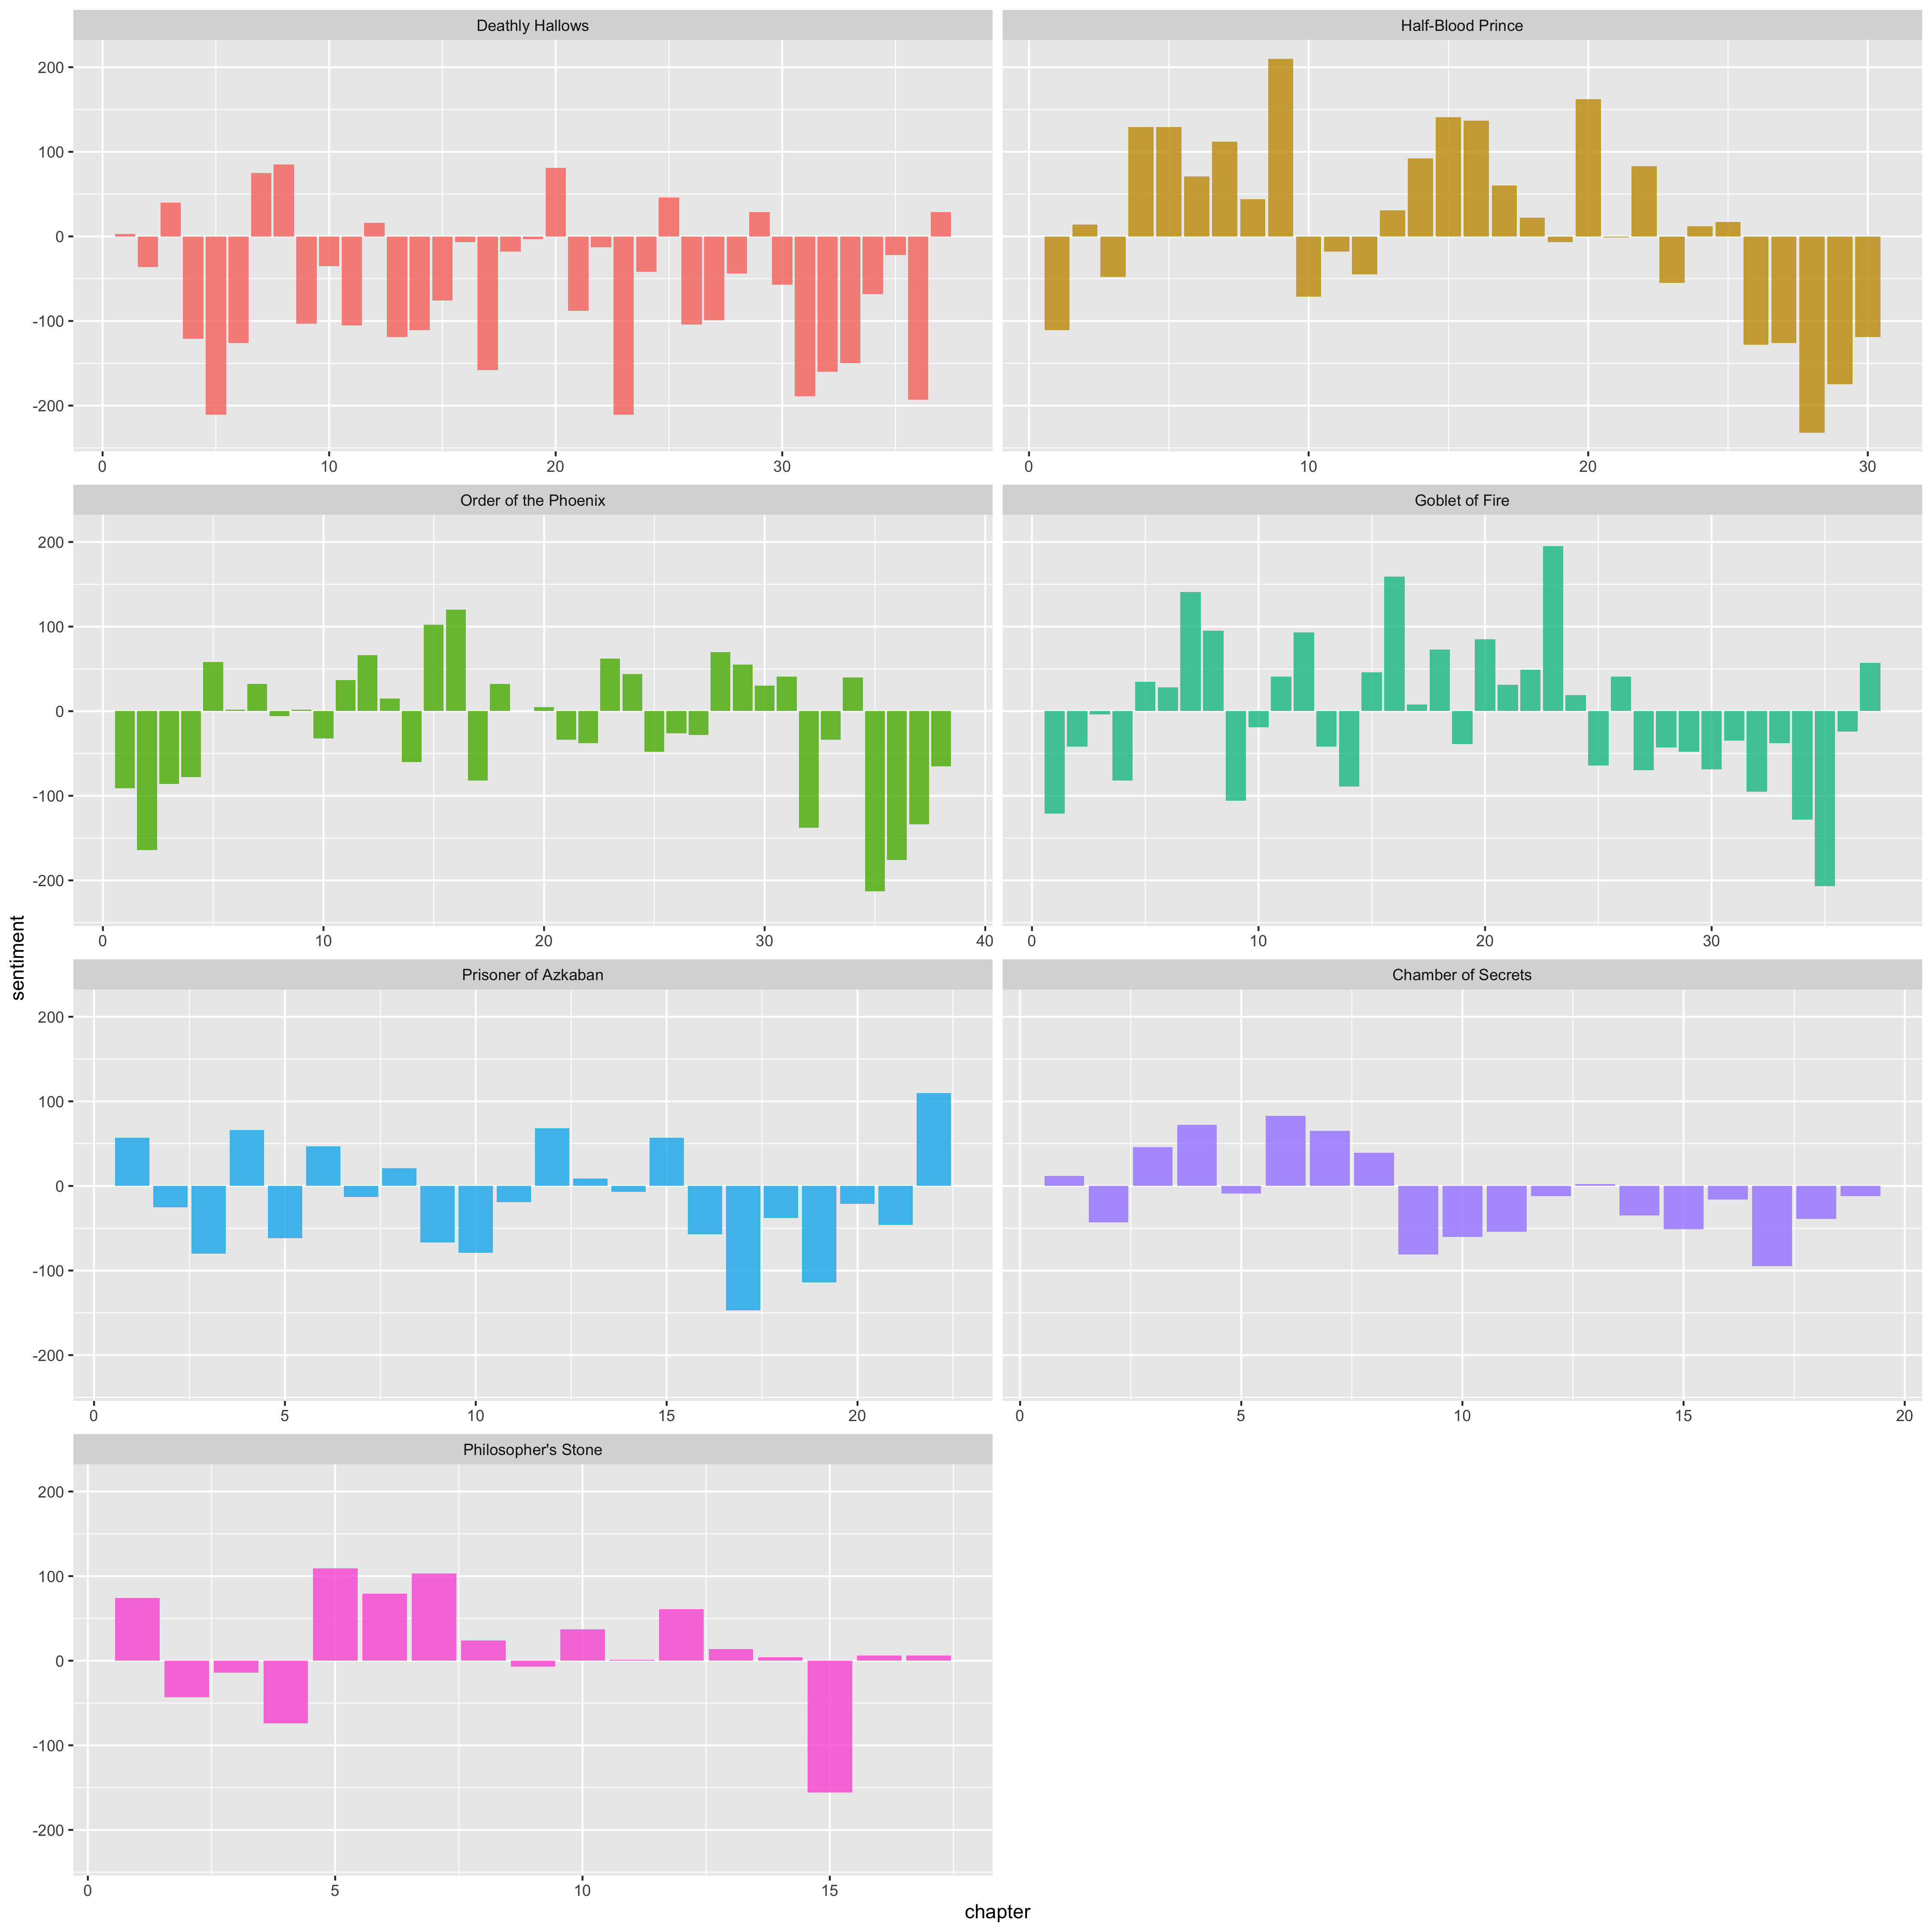 Deathly Hallows
Half-Blood Prince
200
100
0
-100
-200
0 10 20 30
0 10 20 30
Order of the Phoenix
Goblet of Fire
200
100
0
-100
-200
0 10 20 30 40
0 10 20 30
Prisoner of Azkaban
Chamber of Secrets
200
100
0
-100
-200
0 5 10 15 20
0 5 10 15 20
Philosopher's Stone
200
100
0
-100
-200
0 5 10 15
sentiment
chapter